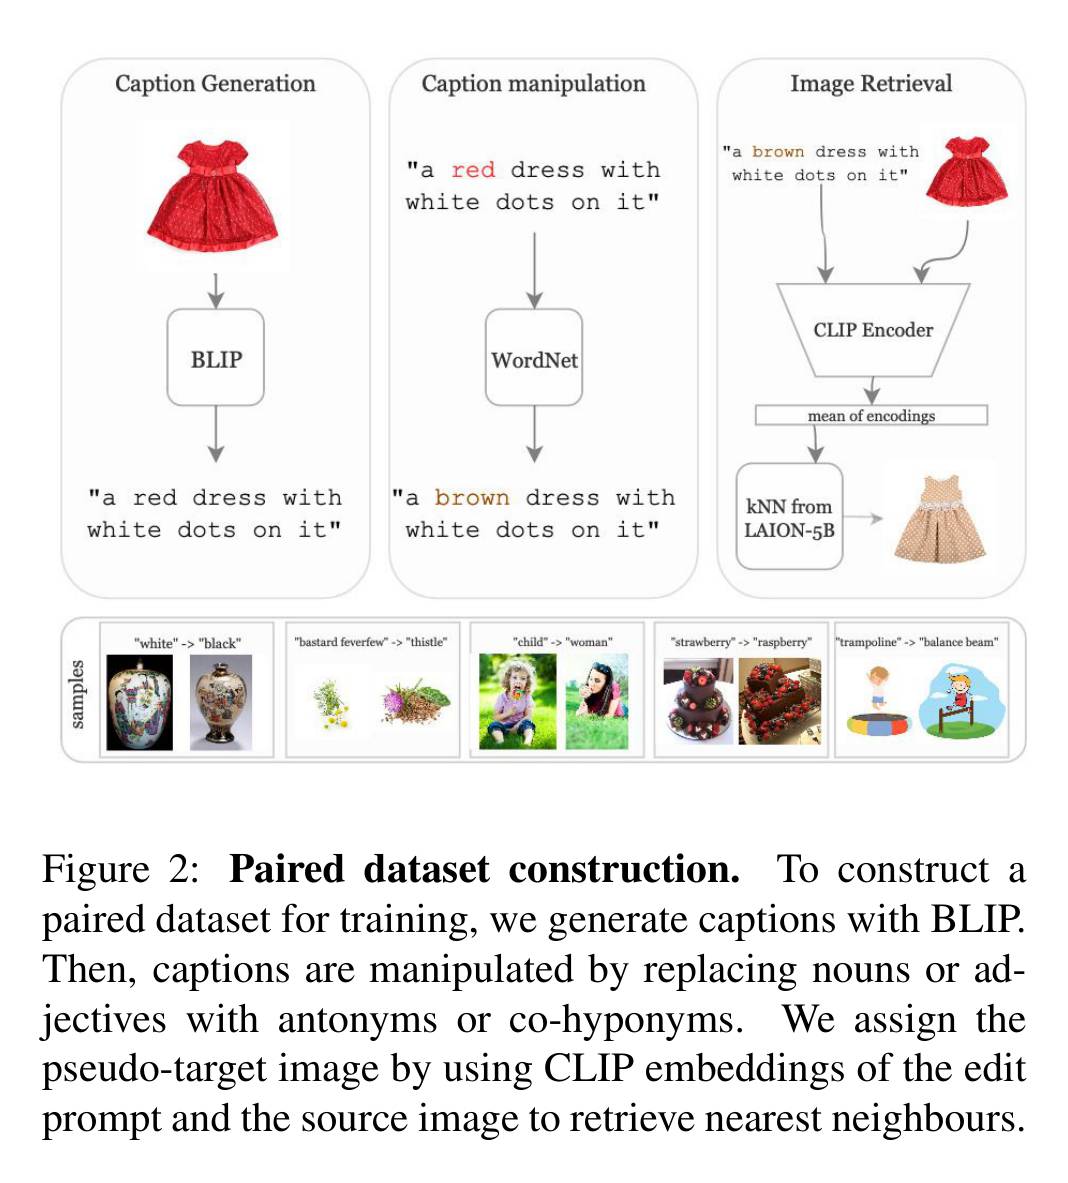 Caption Generation
BLIP
"a red dress with
white dots on it"
Caption manipulation
"a red dress with
white dots on it"
WordNet
"a brown dress with
white dots on it"
Image Retrieval
"a brown dress with
white dots on it"
CLIP Encoder
mean of encodings
kNN from
LAION-5B
samples
"white" -> "black"
"bastard feverfew" -> "thistle"
"child" -> "woman"
"strawberry" -> "raspberry"
"trampoline" -> "balance beam"
Figure 2: Paired dataset construction. To construct a
paired dataset for training, we generate captions with BLIP.
Then, captions are manipulated by replacing nouns or ad-
jectives with antonyms or co-hyponyms. We assign the
pseudo-target image by using CLIP embeddings of the edit
prompt and the source image to retrieve nearest neighbours.